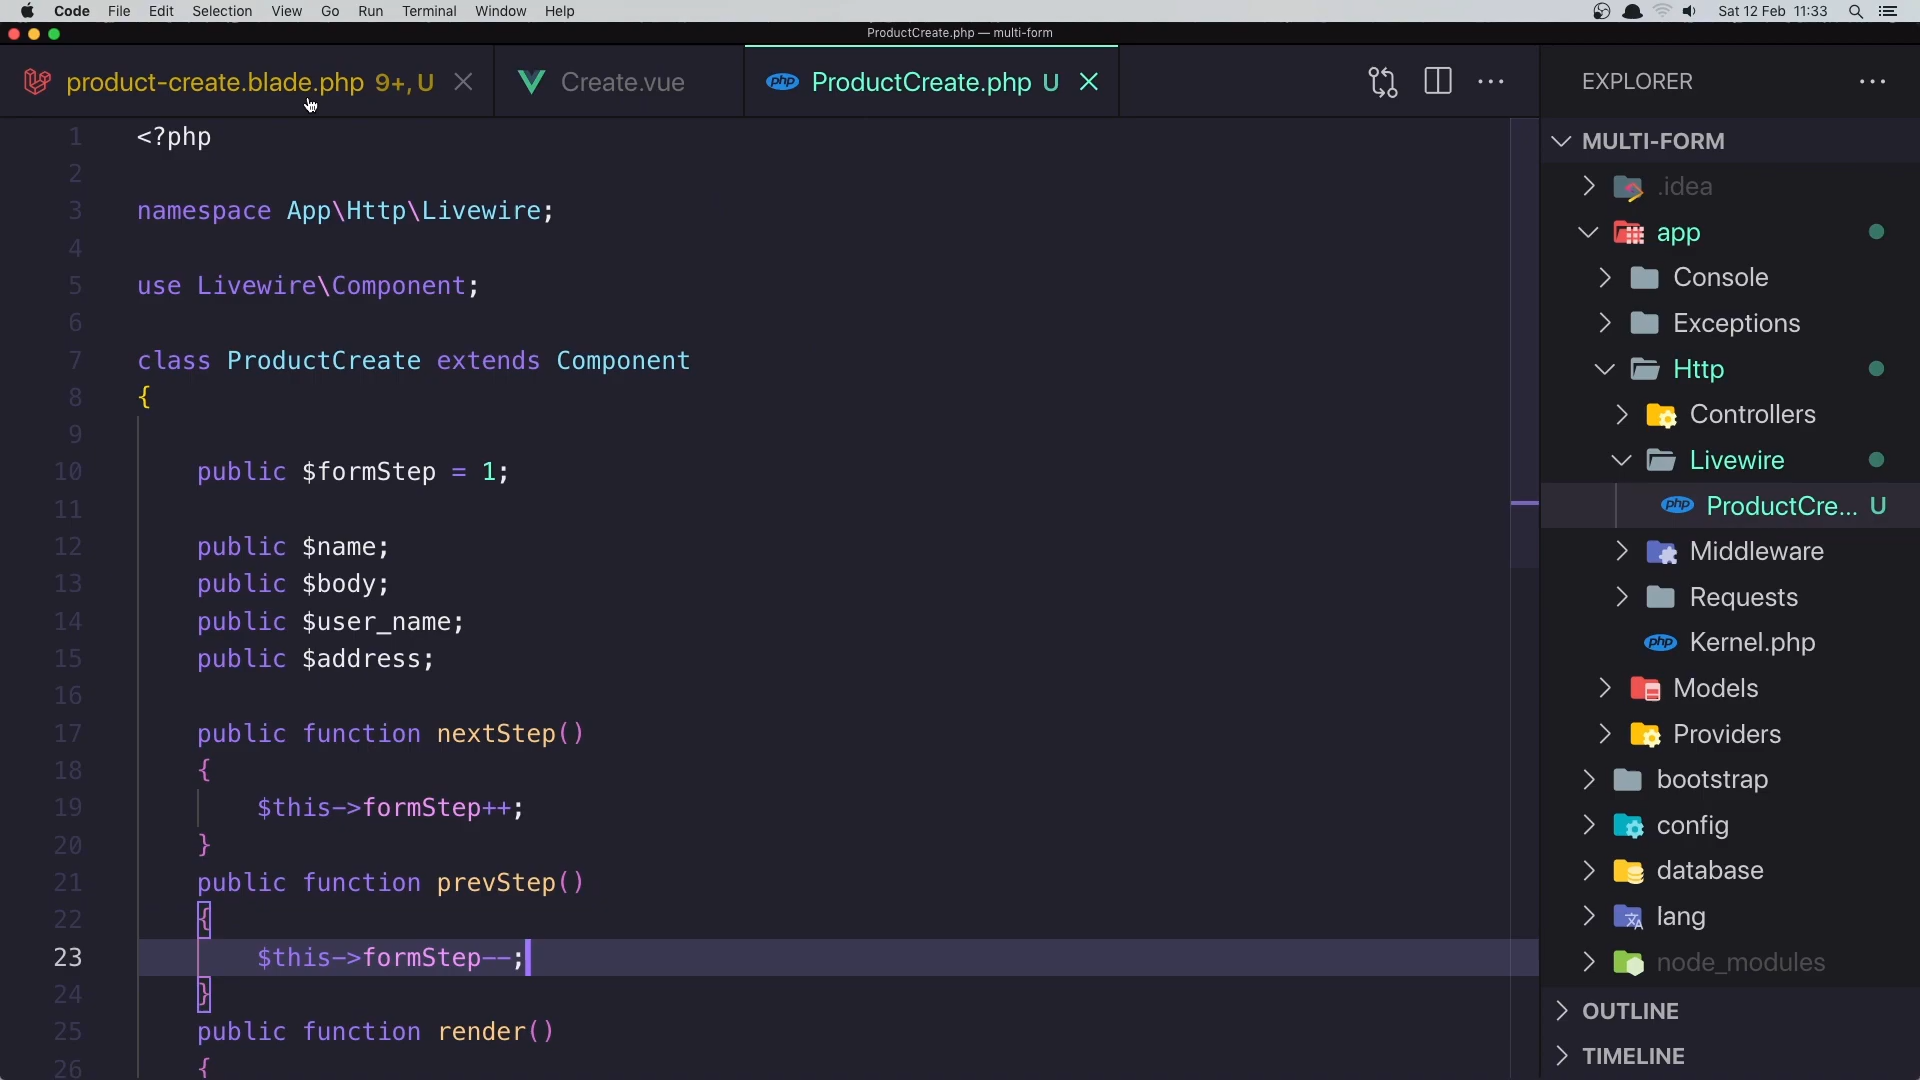 Code File Edit Selection View Go Run Terminal Window Help Sat 12 Feb 11:33
ProductCreate.php — multi-form
product-create.blade.php 9+, U
Create.vue
php ProductCreate.php U
EXPLORER
1 <?php
2
3 namespace App\Http\Livewire;
4
5 use Livewire\Component;
6
7 class ProductCreate extends Component
8 {
9
10 public $formStep = 1;
11
12 public $name;
13 public $body;
14 public $user_name;
15 public $address;
16
17 public function nextStep()
18 {
19 $this->formStep++;
20 }
21 public function prevStep()
22 {
23 $this->formStep--;
24 }
25 public function render()
26 {
MULTI-FORM
.idea
app
Console
Exceptions
Http
Controllers
Livewire
php ProductCre... U
Middleware
Requests
php Kernel.php
Models
Providers
bootstrap
config
database
lang
node_modules
OUTLINE
TIMELINE